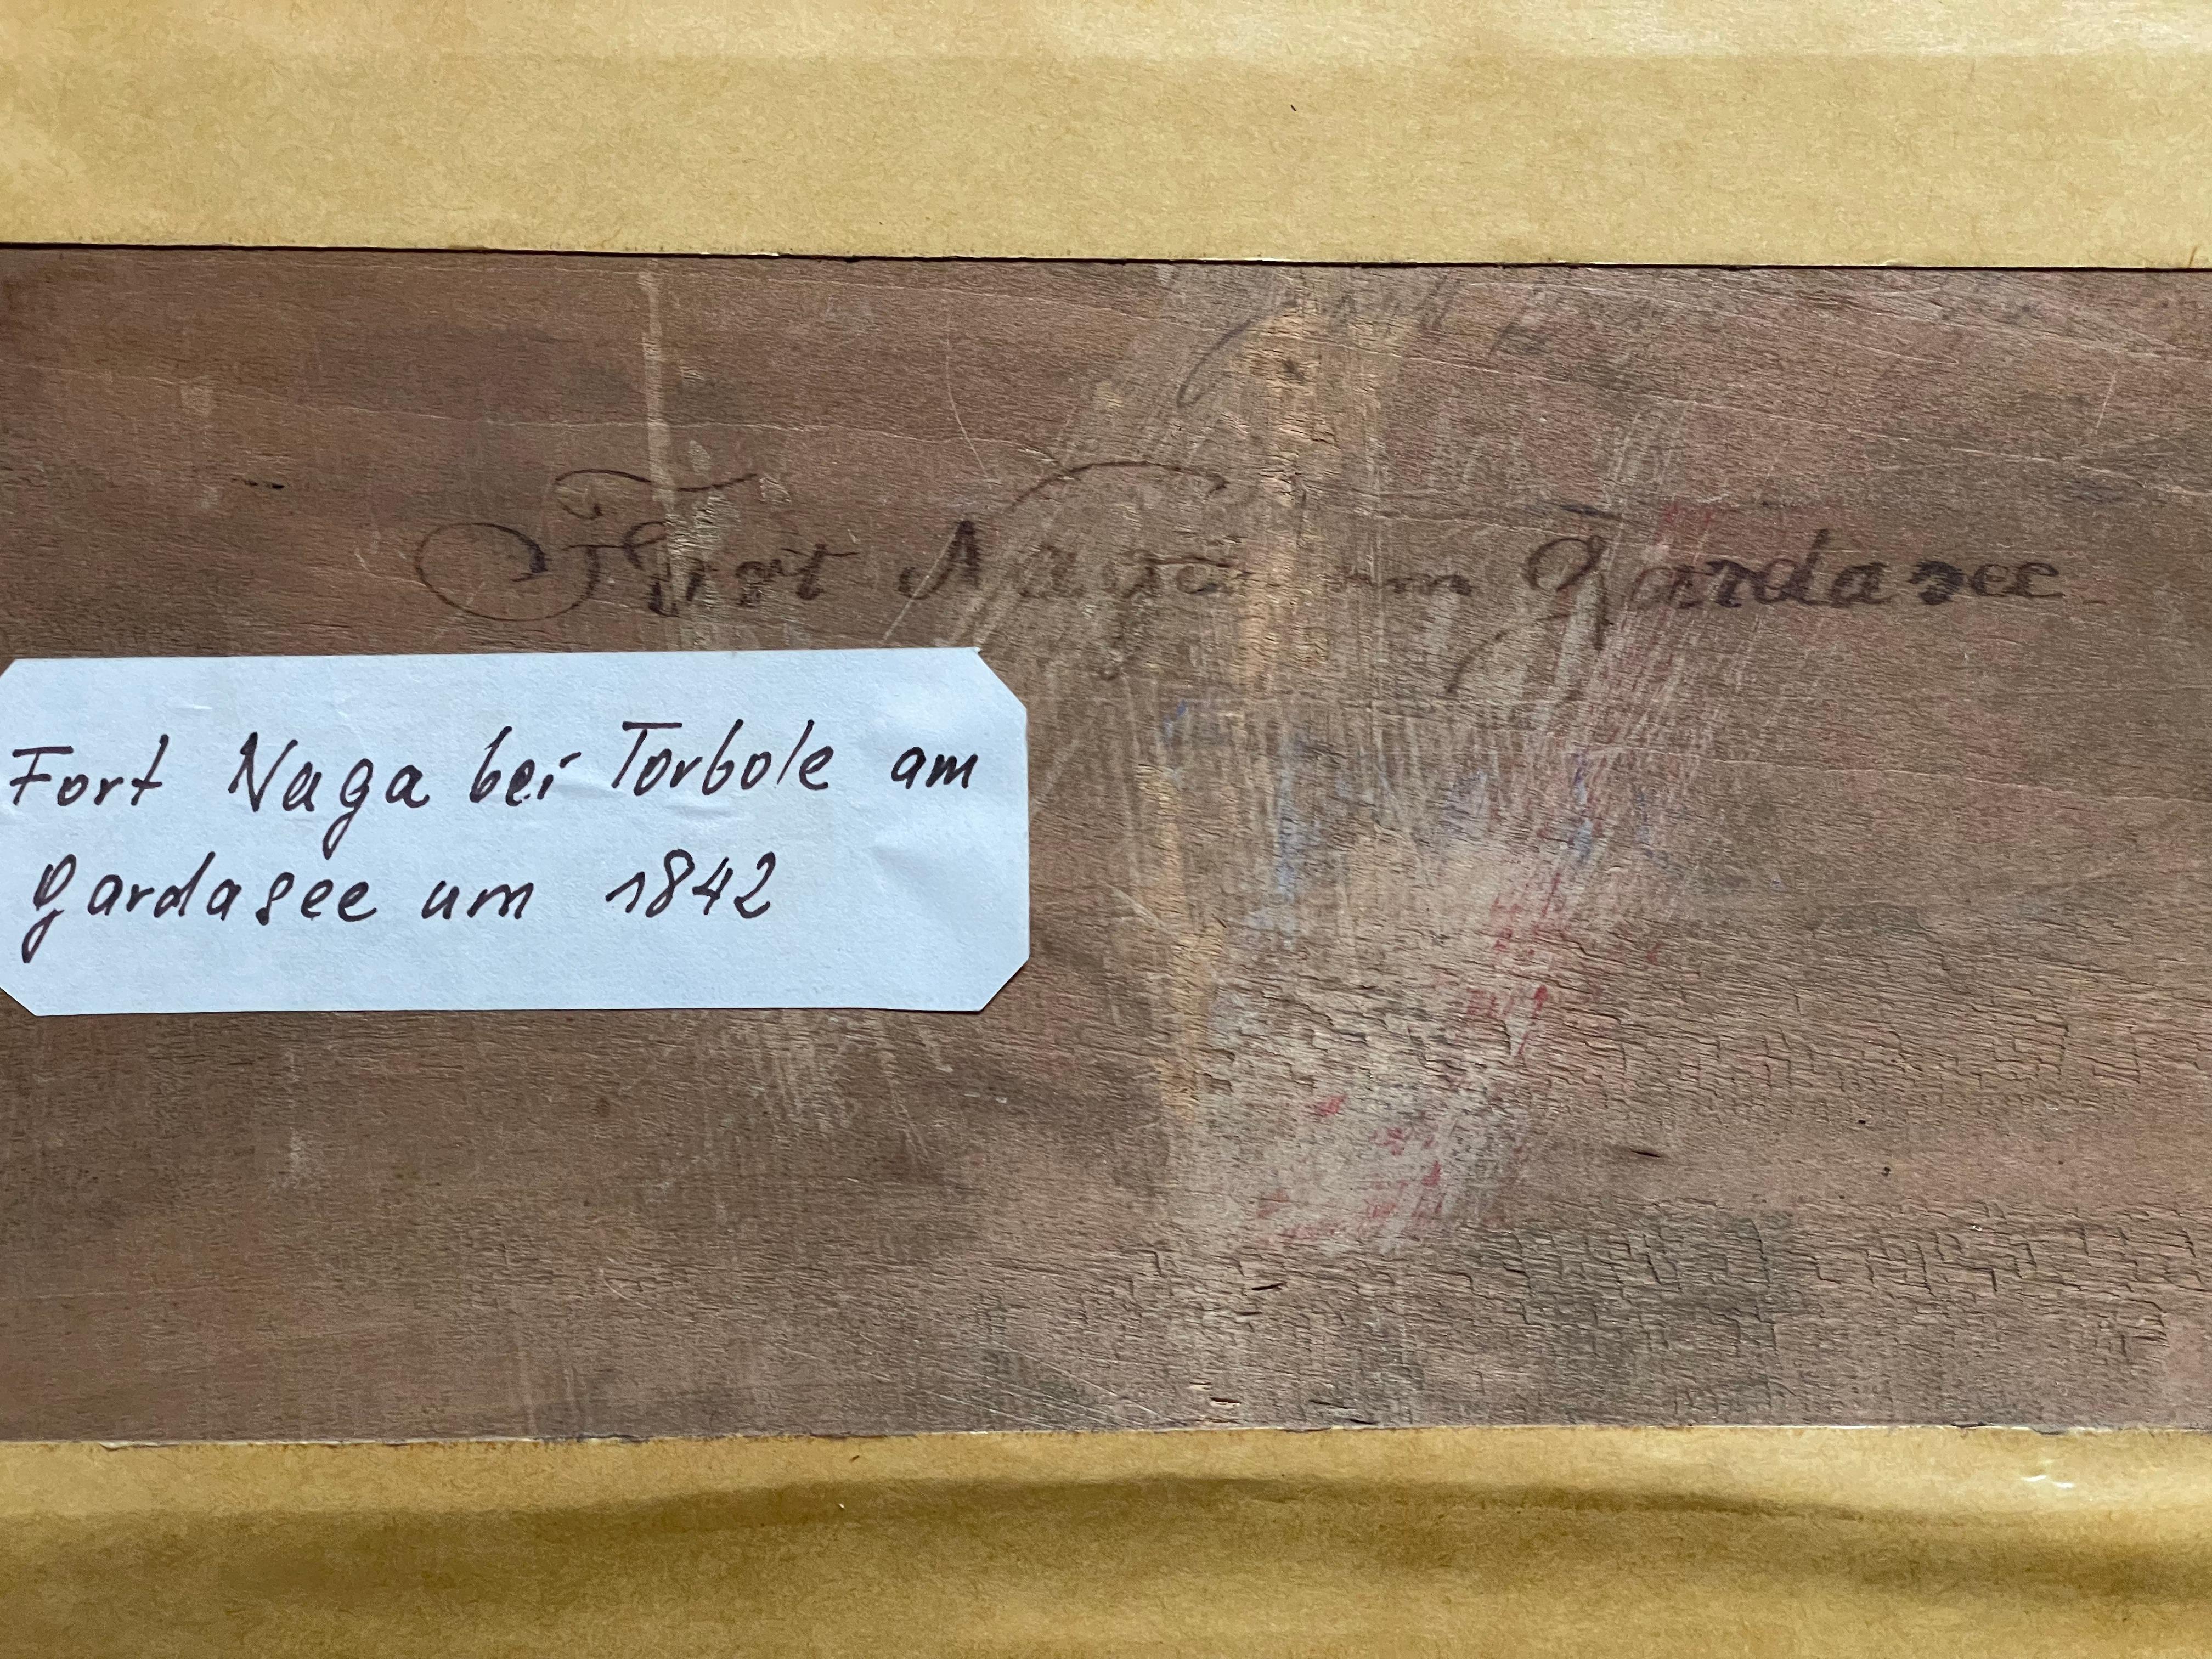 Fort Naga am Gardasee
Fort Naga bei Torbole am
Gardasee um 1842